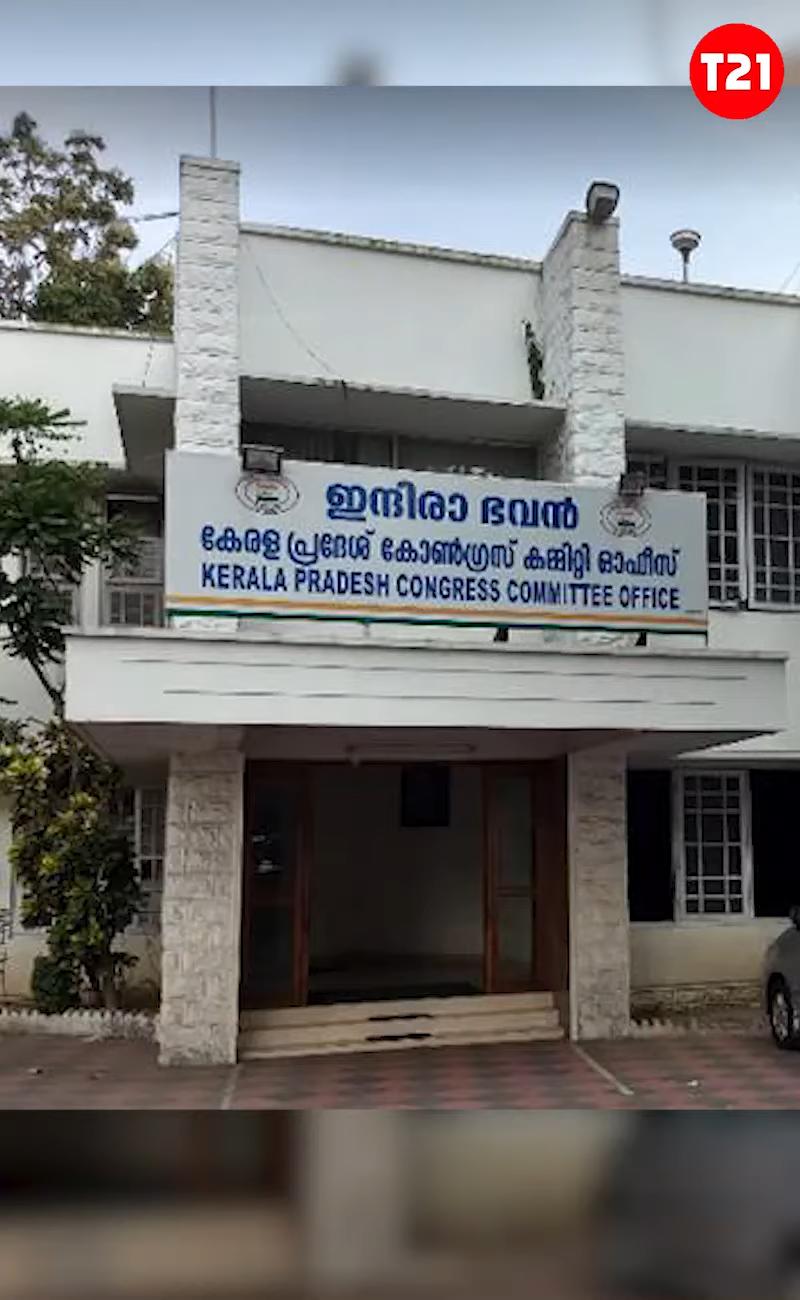 T21
ഇന്ദിരാ ഭവൻ
കേരള പ്രദേശ് കോൺഗ്രസ് കമ്മിറ്റി ഓഫീസ്
KERALA PRADESH CONGRESS COMMITTEE OFFICE